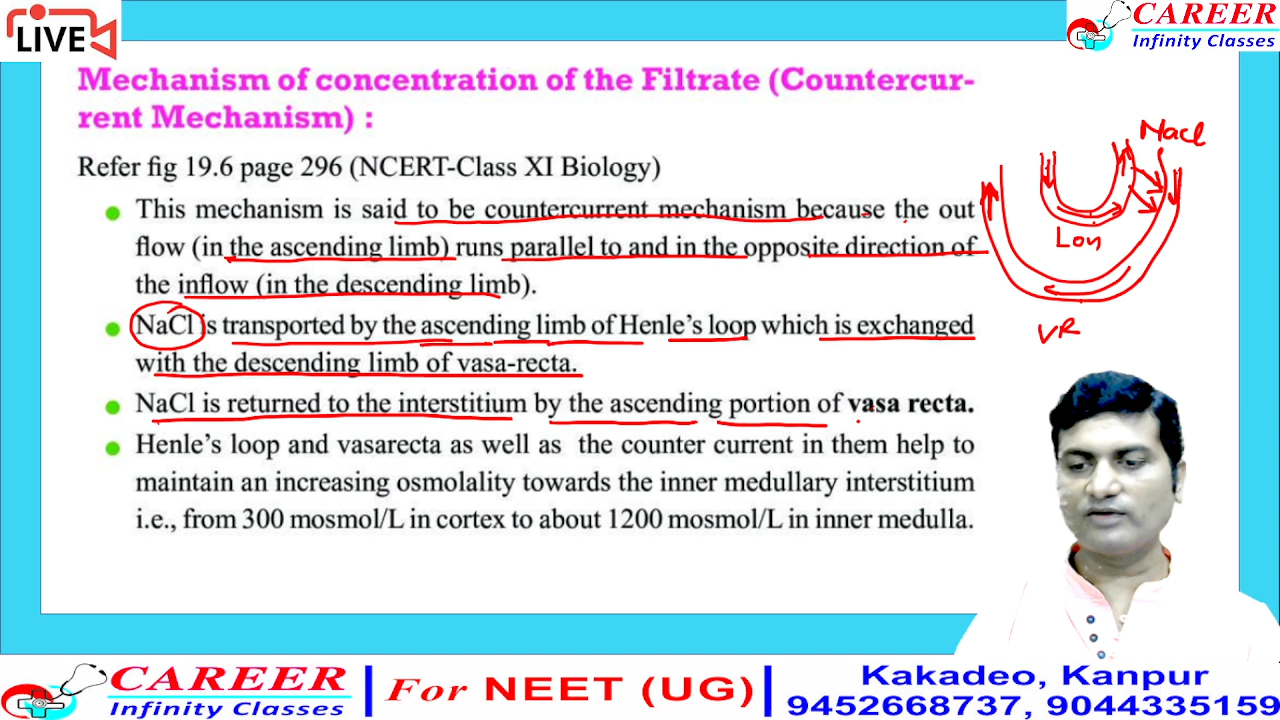 LIVE
CAREER
Infinity Classes
Mechanism of concentration of the Filtrate (Countercur-
rent Mechanism) :
Refer fig 19.6 page 296 (NCERT-Class XI Biology)
This mechanism is said to be countercurrent mechanism because the out
flow (in the ascending limb) runs parallel to and in the opposite direction of
the inflow (in the descending limb).
NaCl is transported by the ascending limb of Henle's loop which is exchanged
with the descending limb of vasa-recta.
NaCl is returned to the interstitium by the ascending portion of vasa recta.
Henle's loop and vasarecta as well as the counter current in them help to
maintain an increasing osmolality towards the inner medullary interstitium
i.e., from 300 mosmol/L in cortex to about 1200 mosmol/L in inner medulla.
Nacl
VR
CAREER
Infinity Classes
For NEET (UG)
Kakadeo, Kanpur
9452668737, 9044335159